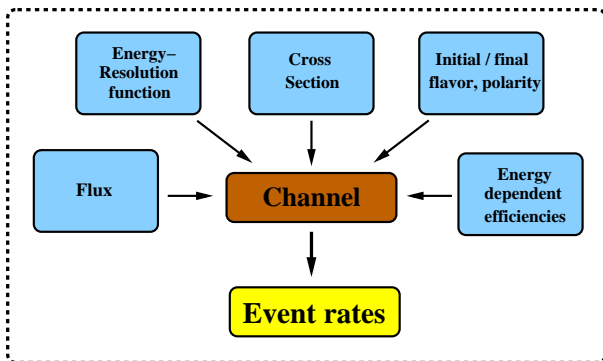 Energy–
Resolution
function
Cross
Section
Initial / final
flavor, polarity
Flux
Channel
Energy
dependent
efficiencies
Event rates